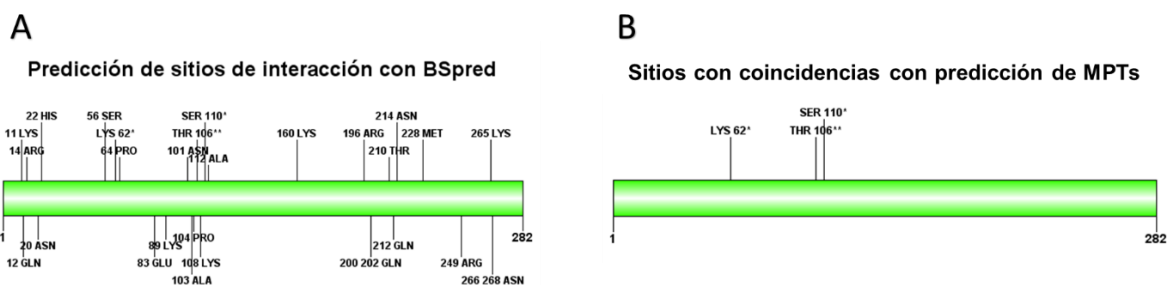 A
Predicción de sitios de interacción con BSpred
22 HIS 56 SER SER 110* 214 ASN
11 LYS LYS 62* THR 106** 160 LYS 196 ARG 228 MET 265 LYS
14 ARG 64 PRO 101 ASN 210 THR
112 ALA
1 282
104 PRO
20 ASN 89 LYS 212 GLN
12 GLN 83 GLU 108 LYS 200 202 GLN 249 ARG
103 ALA 266 268 ASN
B
Sitios con coincidencias con predicción de MPTs
SER 110*
LYS 62* THR 106**
1 282